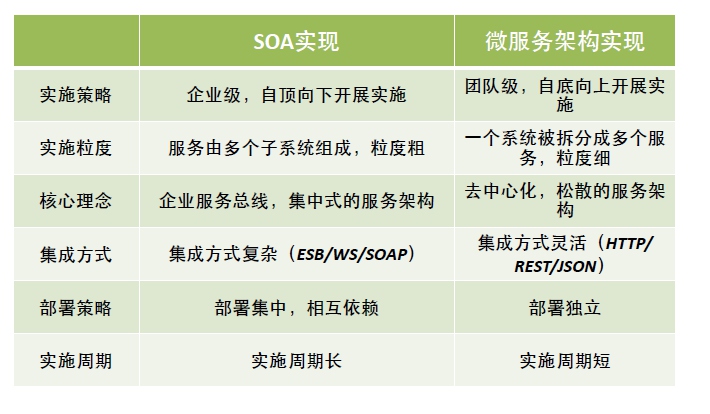 SOA实现
微服务架构实现
实施策略
企业级，自顶向下开展实施
团队级，自底向上开展实
施
实施粒度
服务由多个子系统组成，粒度粗
一个系统被拆分成多个服
务，粒度细
核心理念
企业服务总线，集中式的服务架构
去中心化，松散的服务架
构
集成方式
集成方式复杂（ESB/WS/SOAP）
集成方式灵活（HTTP/
REST/JSON）
部署策略
部署集中，相互依赖
部署独立
实施周期
实施周期长
实施周期短